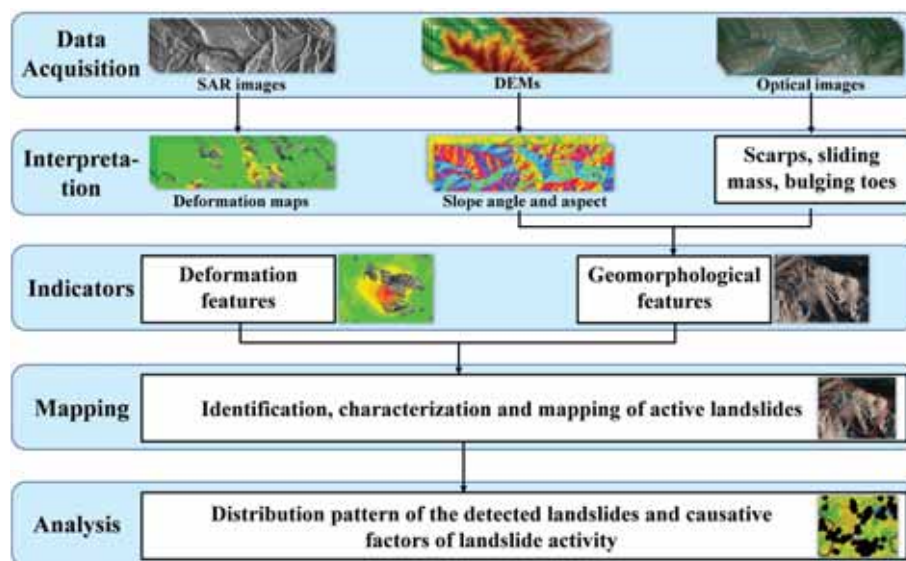 Data
Acquisition
SAR images
DEMs
Optical images
Interpreta-
tion
Deformation maps
Slope angle and aspect
Scarps, sliding
mass, bulging toes
Indicators
Deformation
features
Geomorphological
features
Mapping
Identification, characterization and mapping of active landslides
Analysis
Distribution pattern of the detected landslides and causative
factors of landslide activity